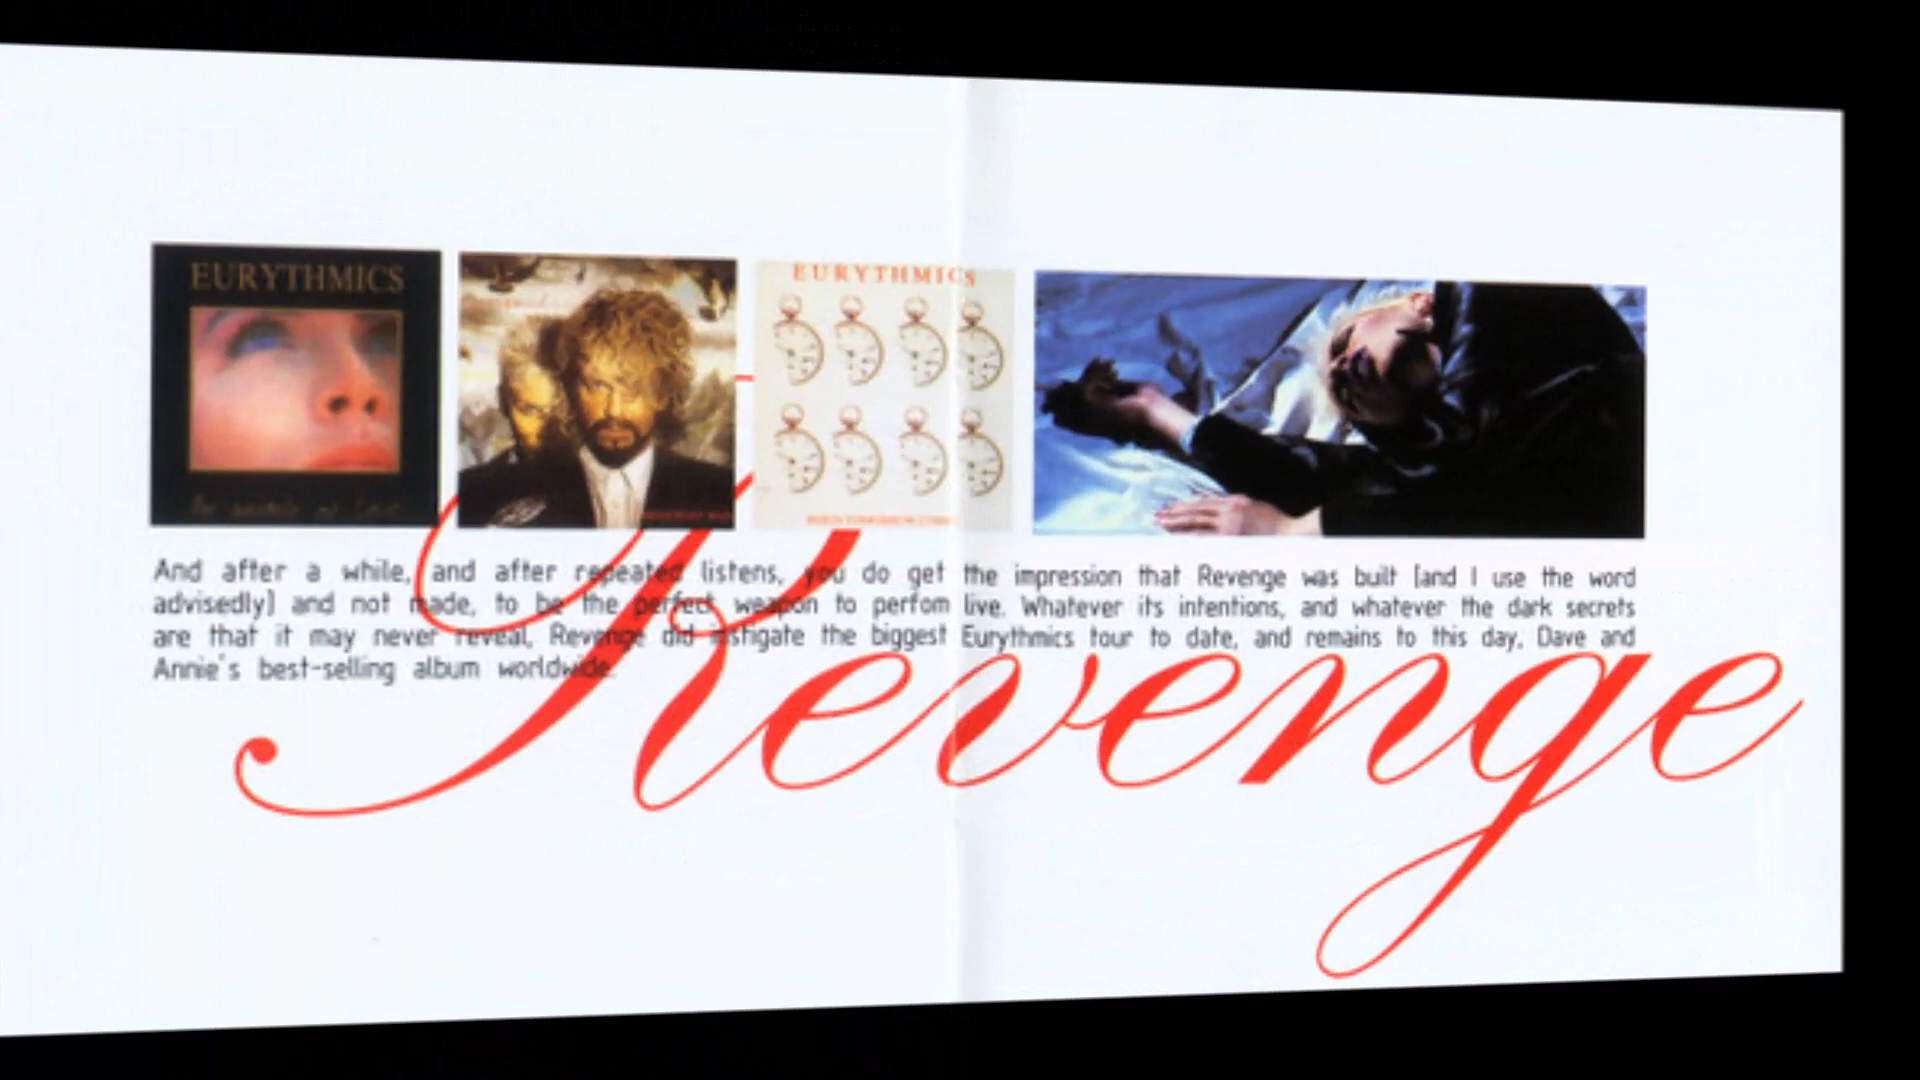 EURYTHMICS
EURYTHMICS
And after a while, and after repeated listens, you do get the impression that Revenge was built [and I use the word
advisedly] and not made, to be the perfect weapon to perfom live. Whatever its intentions, and whatever the dark secrets
are that it may never reveal, Revenge did instigate the biggest Eurythmics tour to date, and remains to this day, Dave and
Annie's best-selling album worldwide.
Revenge